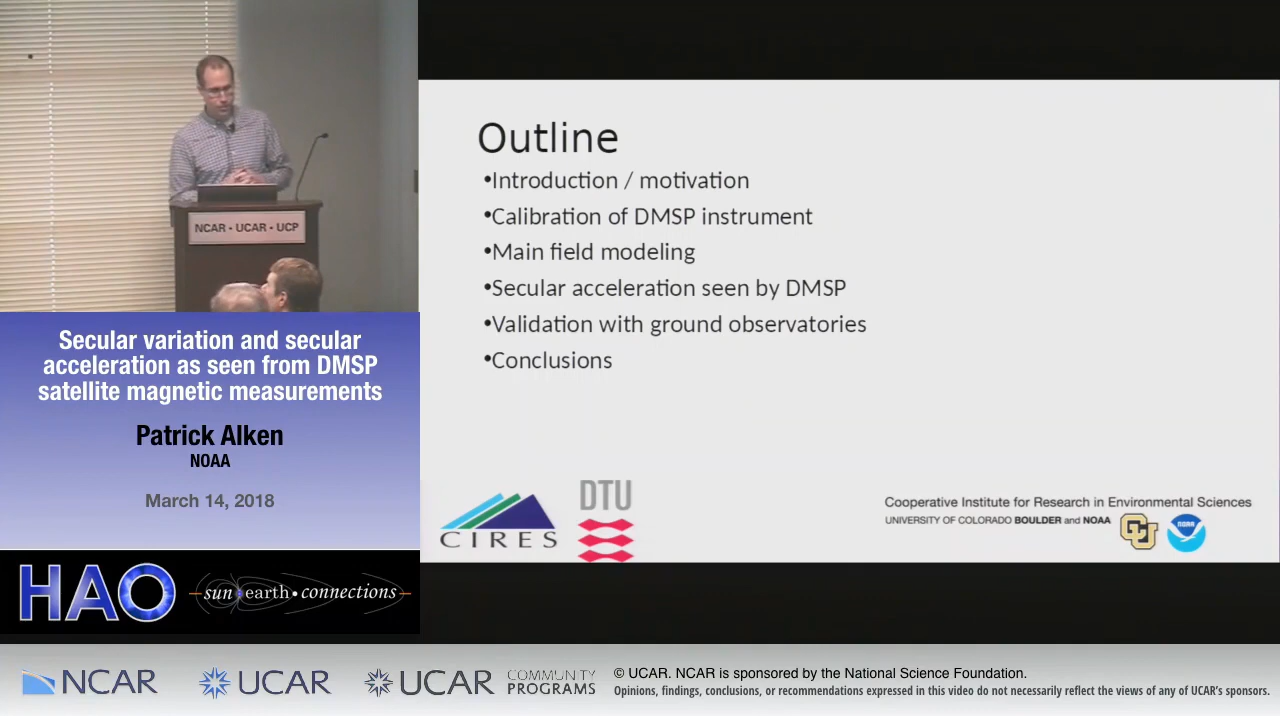 NCAR • UCAR • UCP
Secular variation and secular
acceleration as seen from DMSP
satellite magnetic measurements
Patrick Alken
NOAA
March 14, 2018
HAO
sun earth • connections
Outline
•Introduction / motivation
•Calibration of DMSP instrument
•Main field modeling
•Secular acceleration seen by DMSP
•Validation with ground observatories
•Conclusions
CIRES
DTU
Cooperative Institute for Research in Environmental Sciences
UNIVERSITY OF COLORADO BOULDER and NOAA
CU
NOAA
NCAR
UCAR
UCAR
COMMUNITY
PROGRAMS
© UCAR. NCAR is sponsored by the National Science Foundation.
Opinions, findings, conclusions, or recommendations expressed in this video do not necessarily reflect the views of any of UCAR's sponsors.